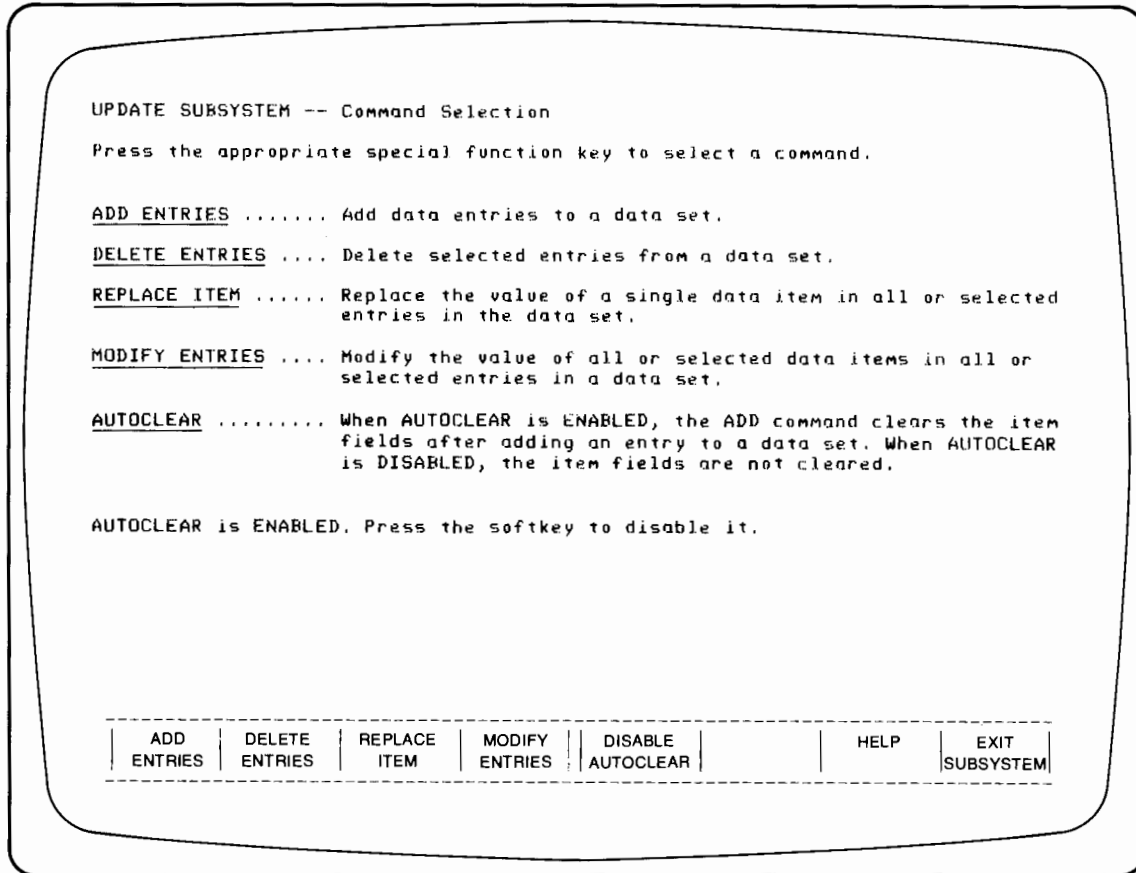 UPDATE SUBSYSTEM -- Command Selection
Press the appropriate special function key to select a command.
ADD ENTRIES ....... Add data entries to a data set.
DELETE ENTRIES .... Delete selected entries from a data set.
REPLACE ITEM ...... Replace the value of a single data item in all or selected
entries in the data set.
MODIFY ENTRIES .... Modify the value of all or selected data items in all or
selected entries in a data set.
AUTOCLEAR ......... When AUTOCLEAR is ENABLED, the ADD command clears the item
fields after adding an entry to a data set. When AUTOCLEAR
is DISABLED, the item fields are not cleared.
AUTOCLEAR is ENABLED. Press the softkey to disable it.
ADD DELETE REPLACE MODIFY DISABLE HELP EXIT
ENTRIES ENTRIES ITEM ENTRIES AUTOCLEAR SUBSYSTEM